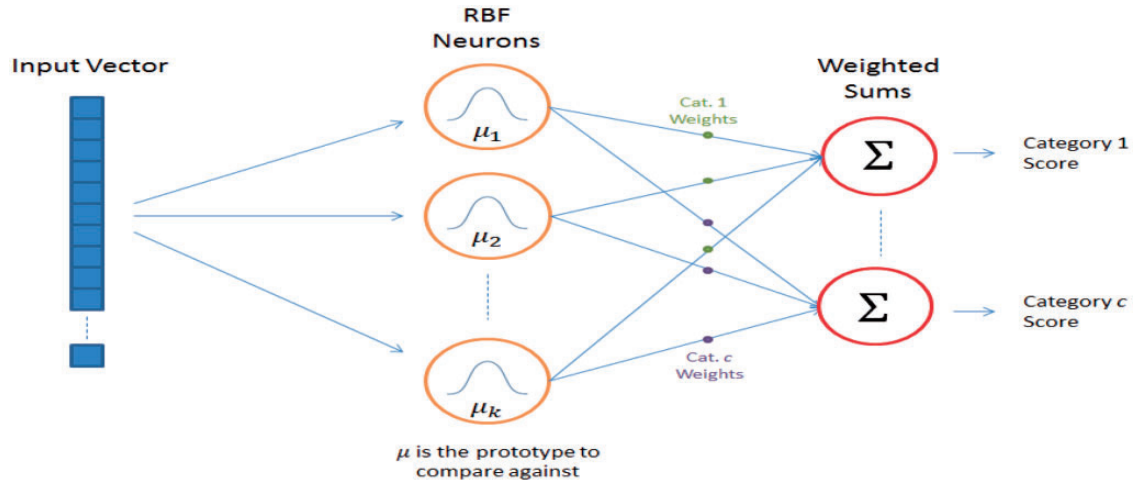 RBF
Neurons
Input Vector
Weighted
Sums
Cat. 1
Weights
μ₁
Σ
Category 1
Score
μ₂
Σ
Category c
Score
Cat. c
Weights
μₖ
μ is the prototype to
compare against